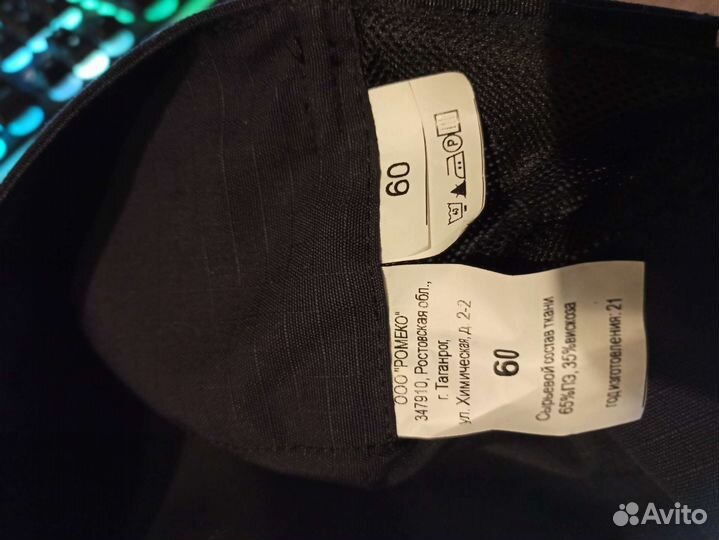 60
40
P
ООО "РОМЕКО"
347910, Ростовская обл.,
г. Таганрог,
ул. Химическая, д. 2-2
60
Сырьевой состав ткани
65%ПЭ, 35%вискоза
год изготовления: 21
Avito